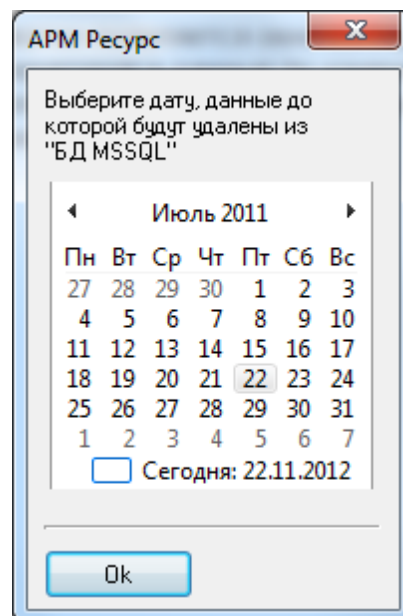 АРМ Ресурс
Выберите дату, данные до
которой будут удалены из
"БД MSSQL"
Июль 2011
Пн Вт Ср Чт Пт Сб Вс
27 28 29 30 1 2 3
4 5 6 7 8 9 10
11 12 13 14 15 16 17
18 19 20 21 22 23 24
25 26 27 28 29 30 31
1 2 3 4 5 6 7
Сегодня: 22.11.2012
Ok